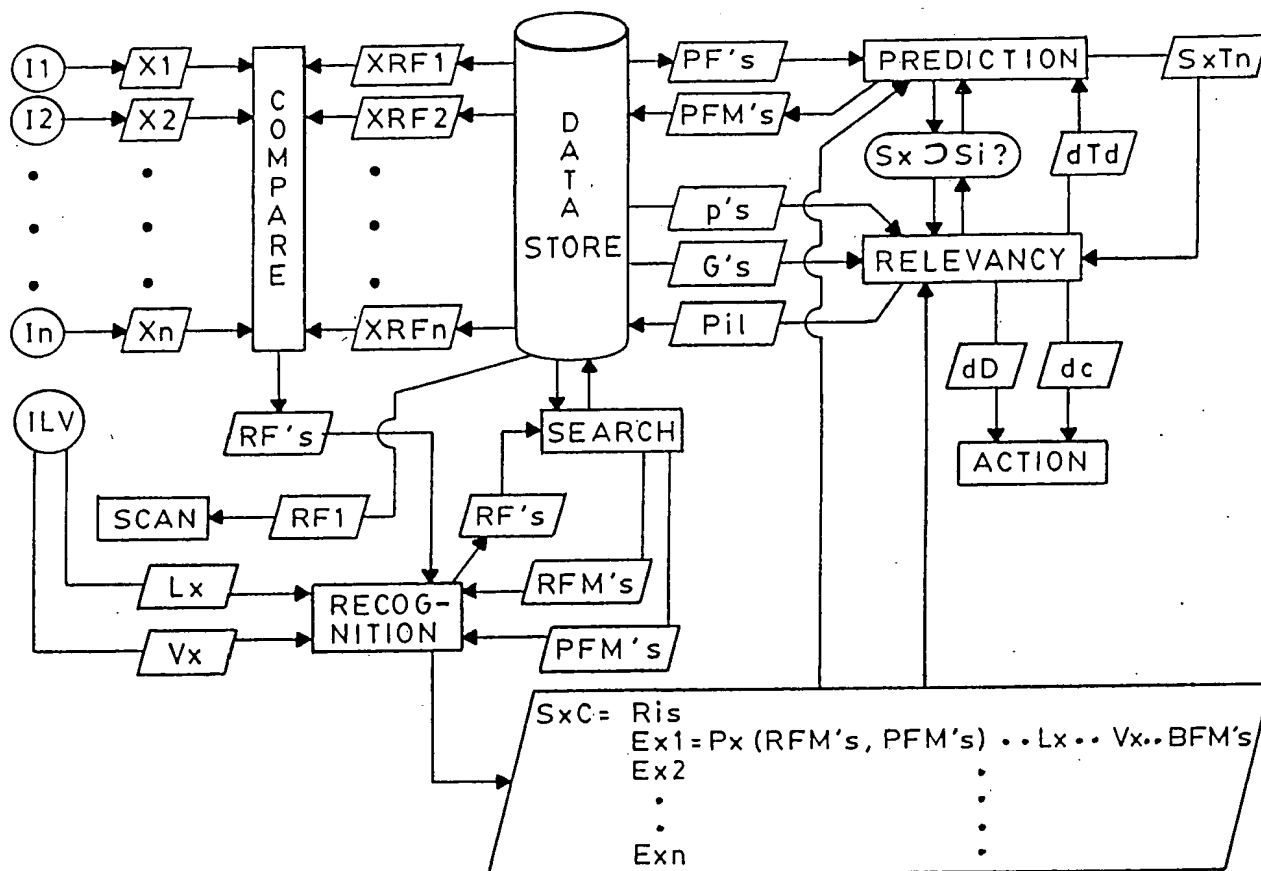 I1
X1
XRF1
PF's
PREDICTION
SxTn
I2
X2
XRF2
PFM's
COMPARE
DATA
STORE
Sx ⊃ Si?
dTd
p's
G's
RELEVANCY
In
Xn
XRFn
Pil
dD
dc
ILV
RF's
SEARCH
ACTION
SCAN
RF1
RF's
Lx
RFM's
RECOG-
NITION
Vx
PFM's
SxC = Ris
Ex1 = Px (RFM's, PFM's) •• Lx •• Vx •• BFM's
Ex2
Exn